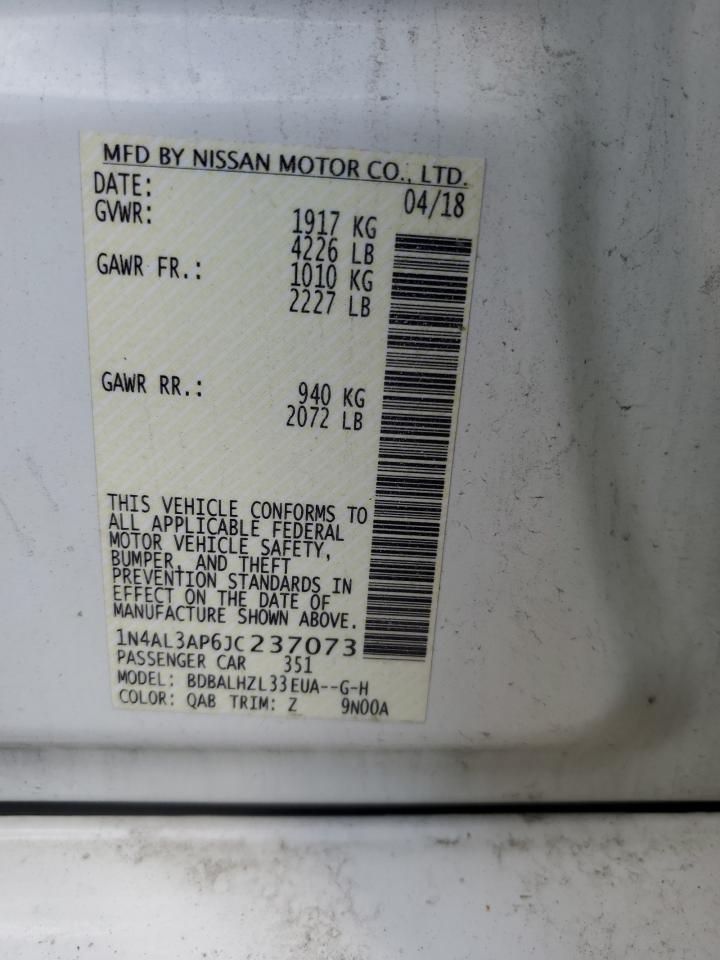 MFD BY NISSAN MOTOR CO., LTD.
DATE: 04/18
GVWR: 1917 KG
4226 LB
GAWR FR.: 1010 KG
2227 LB
GAWR RR.: 940 KG
2072 LB
THIS VEHICLE CONFORMS TO
ALL APPLICABLE FEDERAL
MOTOR VEHICLE SAFETY,
BUMPER, AND THEFT
PREVENTION STANDARDS IN
EFFECT ON THE DATE OF
MANUFACTURE SHOWN ABOVE.
1N4AL3AP6JC237073
PASSENGER CAR 351
MODEL: BDBALHZL33EUA--G-H
COLOR: QAB TRIM: Z 9N00A